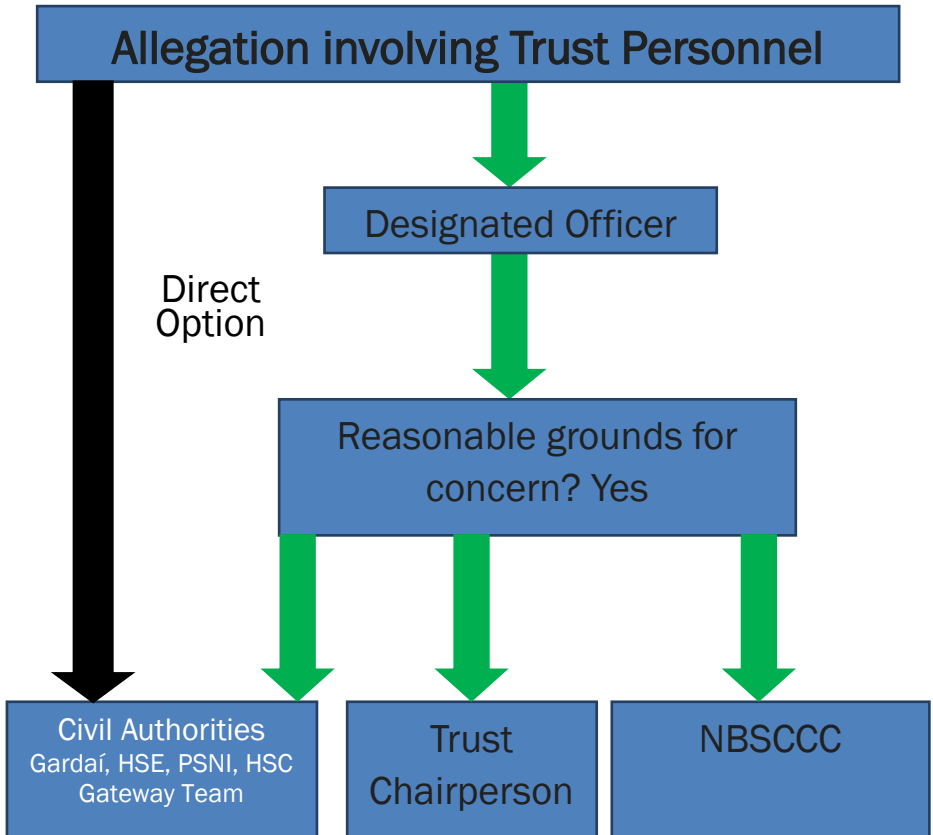 Allegation involving Trust Personnel
Designated Officer
Direct
Option
Reasonable grounds for
concern? Yes
Civil Authorities
Gardaí, HSE, PSNI, HSC
Gateway Team
Trust
Chairperson
NBSCCC